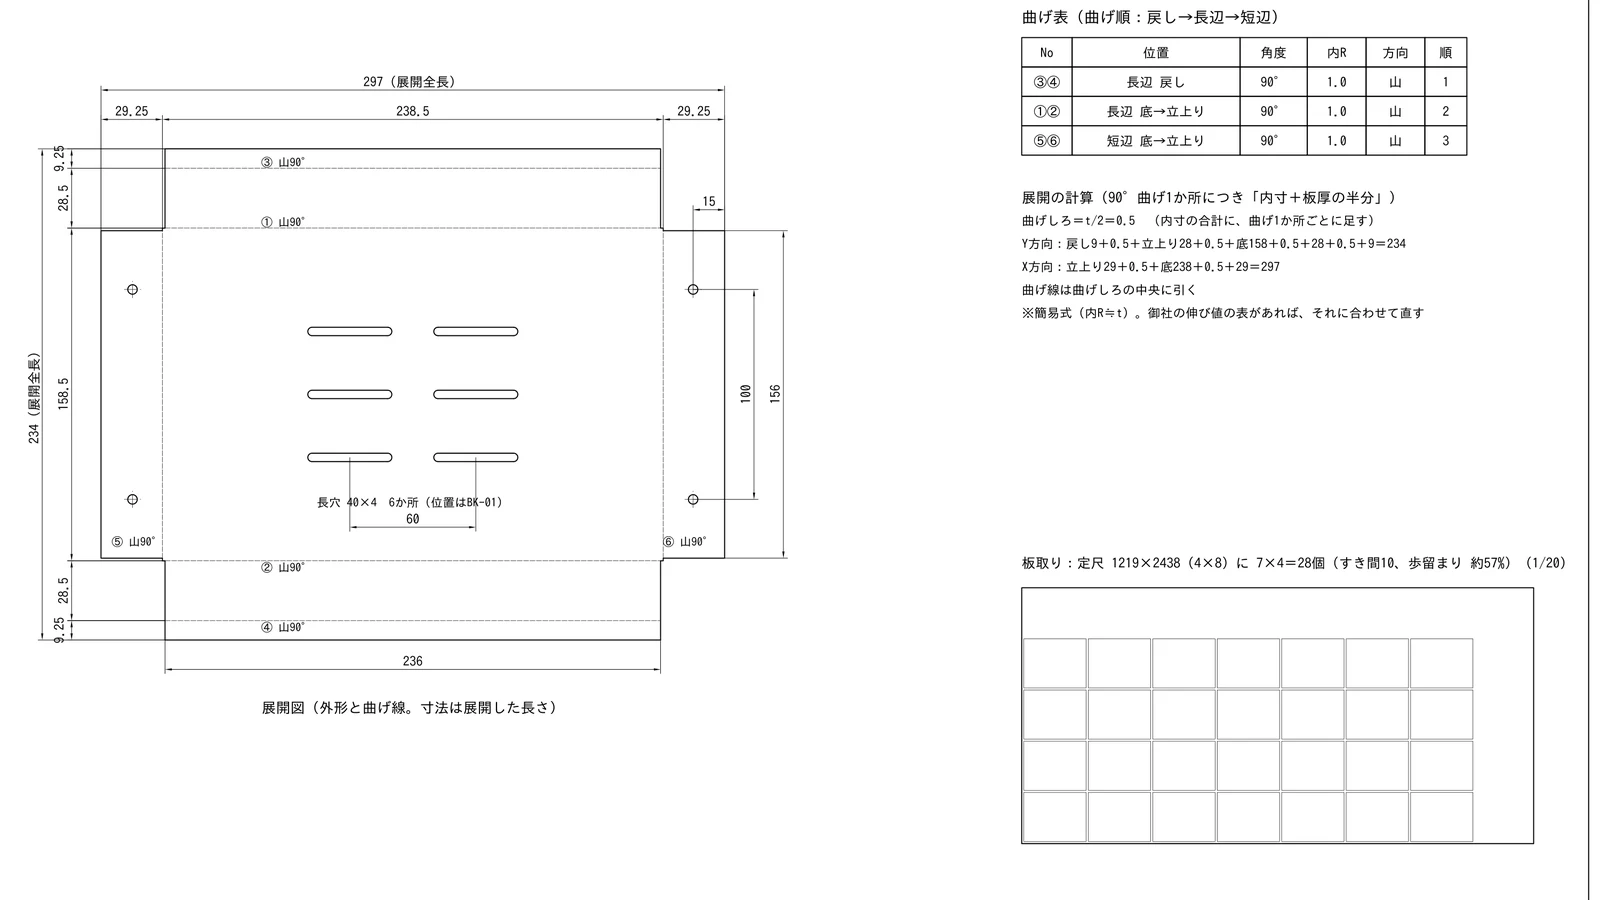 297（展開全長）
29.25
238.5
29.25
9.25
③ 山90°
28.5
① 山90°
15
234（展開全長）
158.5
100
156
長穴 40×4　6か所（位置はBK-01）
60
⑤ 山90°
⑥ 山90°
② 山90°
28.5
9.25
④ 山90°
236
展開図（外形と曲げ線。寸法は展開した長さ）
曲げ表（曲げ順：戻し→長辺→短辺）
No 位置 角度 内R 方向 順
③④ 長辺 戻し 90° 1.0 山 1
①② 長辺 底→立上り 90° 1.0 山 2
⑤⑥ 短辺 底→立上り 90° 1.0 山 3
展開の計算（90° 曲げ1か所につき「内寸＋板厚の半分」）
曲げしろ＝t/2＝0.5　（内寸の合計に、曲げ1か所ごとに足す）
Y方向：戻し9＋0.5＋立上り28＋0.5＋底158＋0.5＋28＋0.5＋9＝234
X方向：立上り29＋0.5＋底238＋0.5＋29＝297
曲げ線は曲げしろの中央に引く
※簡易式（内R≒t）。御社の伸び値の表があれば、それに合わせて直す
板取り：定尺 1219×2438（4×8）に 7×4＝28個（すき間10、歩留まり 約57%）（1/20）